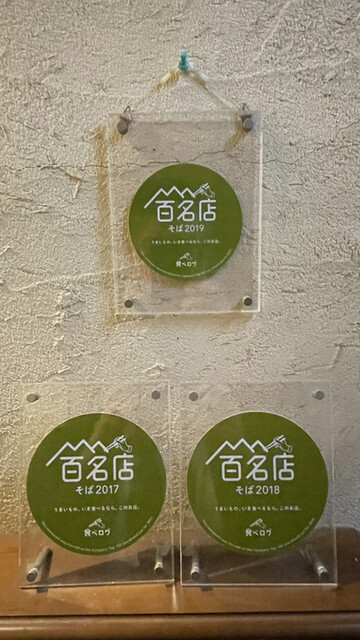 百名店
そば 2019
うまいもの、いま食べるなら、このお店。
食べログ
百名店
そば 2017
うまいもの、いま食べるなら、このお店。
食べログ
百名店
そば 2018
うまいもの、いま食べるなら、このお店。
食べログ